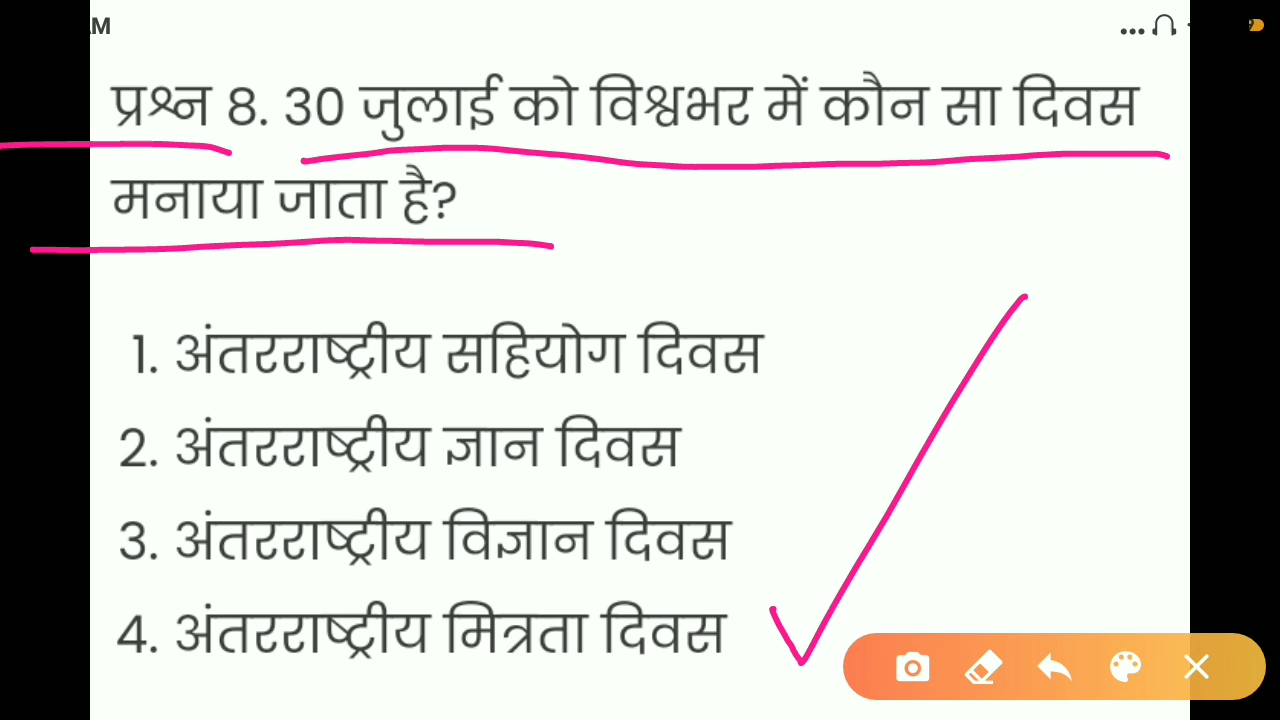 AM
प्रश्न 8. 30 जुलाई को विश्वभर में कौन सा दिवस
मनाया जाता है?
1. अंतरराष्ट्रीय सहियोग दिवस
2. अंतरराष्ट्रीय ज्ञान दिवस
3. अंतरराष्ट्रीय विज्ञान दिवस
4. अंतरराष्ट्रीय मित्रता दिवस